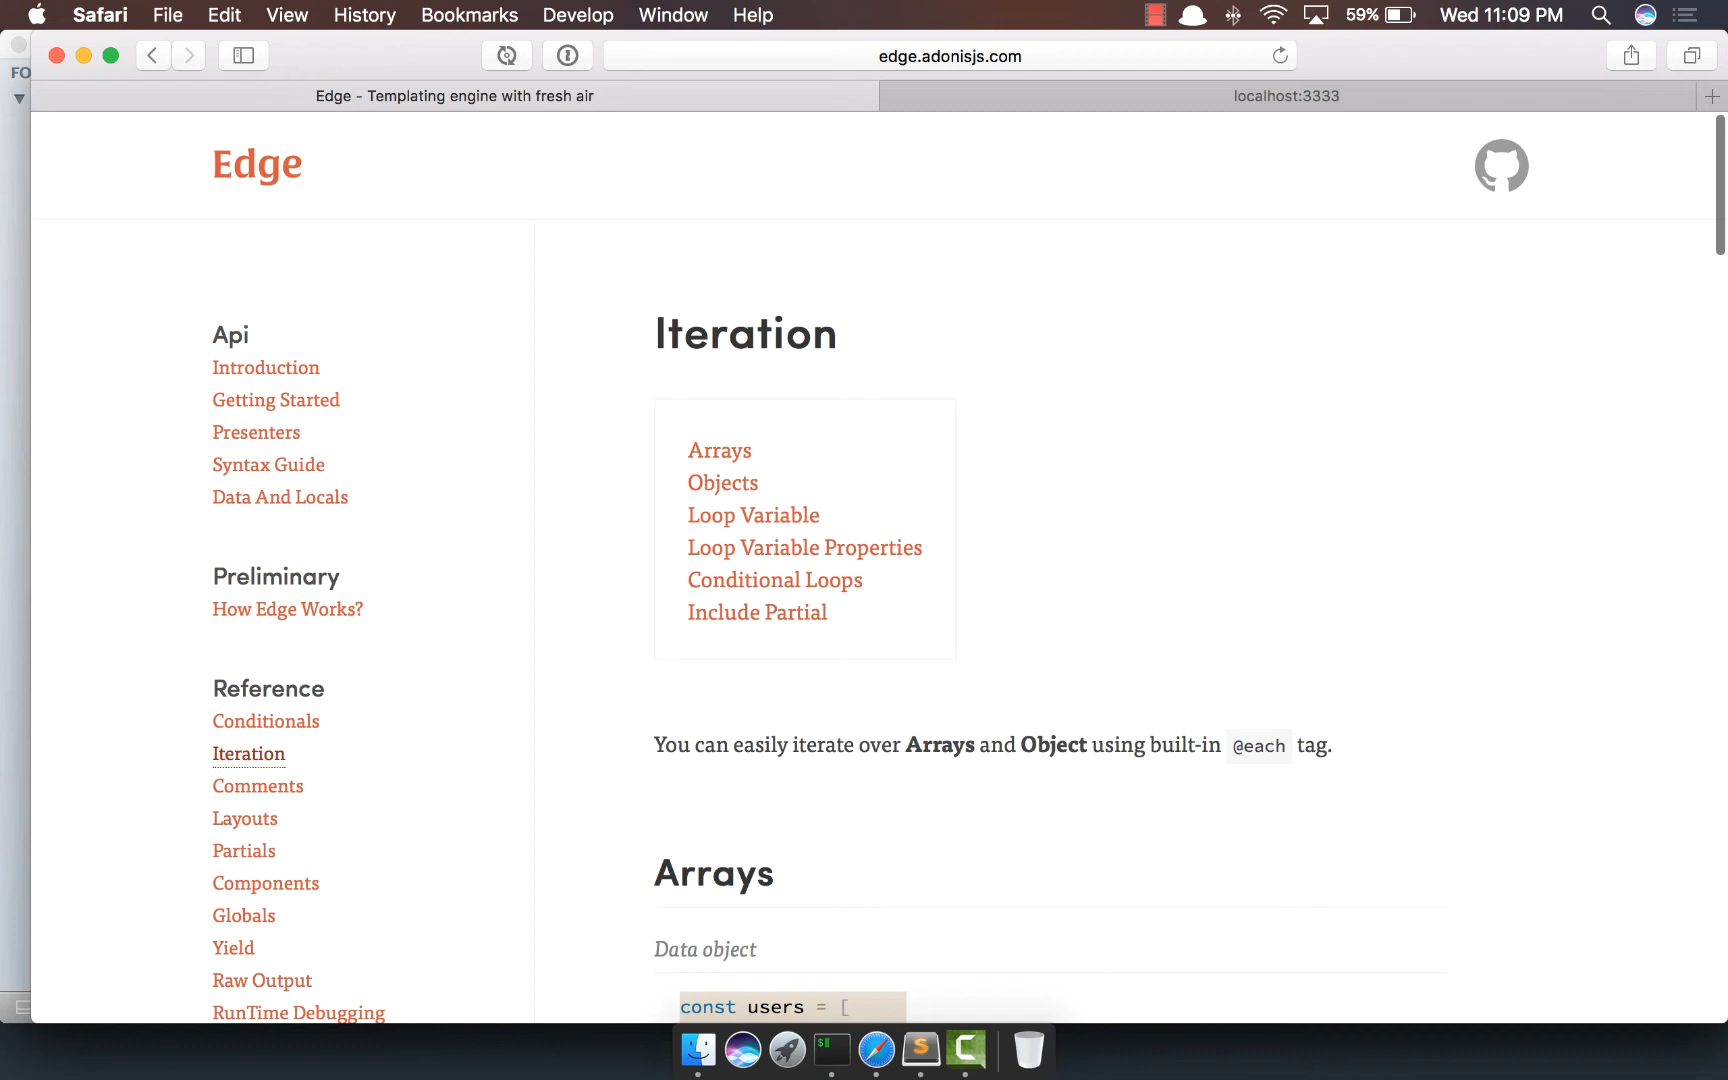 Safari File Edit View History Bookmarks Develop Window Help 59% Wed 11:09 PM
FO
edge.adonisjs.com
Edge - Templating engine with fresh air
localhost:3333
Edge
Api
Introduction
Getting Started
Presenters
Syntax Guide
Data And Locals
Preliminary
How Edge Works?
Reference
Conditionals
Iteration
Comments
Layouts
Partials
Components
Globals
Yield
Raw Output
RunTime Debugging
Iteration
Arrays
Objects
Loop Variable
Loop Variable Properties
Conditional Loops
Include Partial
You can easily iterate over Arrays and Object using built-in @each tag.
Arrays
Data object
const users = [